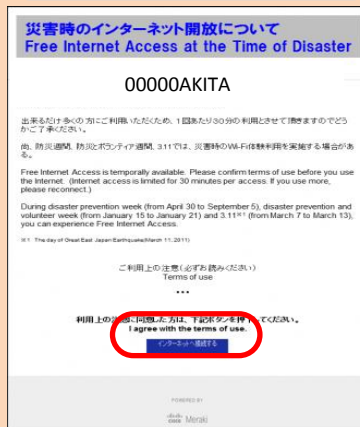 災害時のインターネット開放について
Free Internet Access at the Time of Disaster
00000AKITA
出来るだけ多くの方にご利用いただくため、1回あたり30分の利用とさせて頂きますのでどう
かご了承ください。
尚、防災週間、防災とボランティア週間、3.11では、災害時のWi-Fi体験利用を実施する場合があ
る。
Free Internet Access is temporally available. Please confirm terms of use before you use
the Internet. (Internet access is limited for 30 minutes per access. If you use more,
please reconnect.)
During disaster prevention week (from April 30 to September 5), disaster prevention and
volunteer week (from January 15 to January 21) and 3.11※1 (from March 7 to March 13),
you can experience Free Internet Access.
※1 The day of Great East Japan Earthquake(March 11, 2011)
ご利用上の注意(必ずお読みください)
Terms of use
•••
利用上の注意に同意した方は、下記ボタンを押してください。
I agree with the terms of use.
インターネットへ接続する
POWERED BY
Meraki